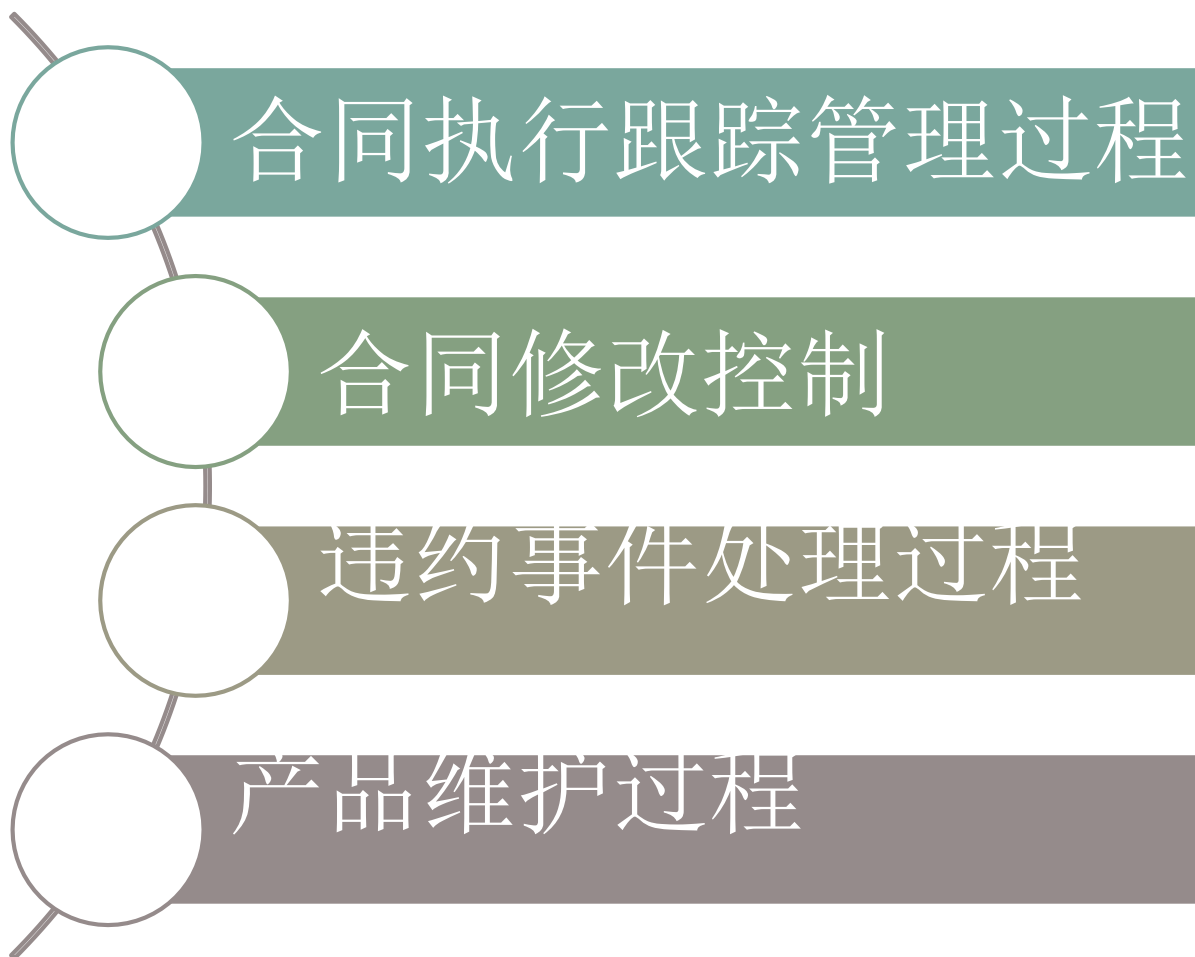 合同执行跟踪管理过程
合同修改控制
违约事件处理过程
产品维护过程